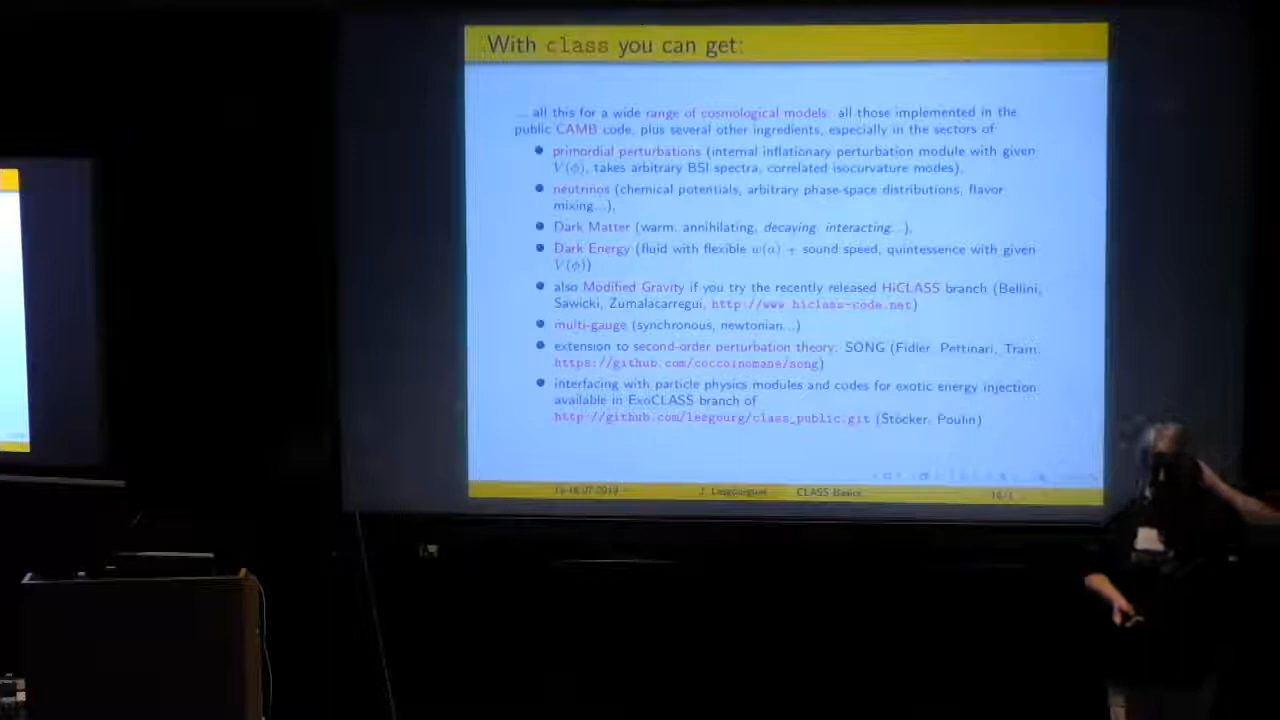 With class you can get:
... all this for a wide range of cosmological models: all those implemented in the
public CAMB code, plus several other ingredients, especially in the sectors of
primordial perturbations (internal inflationary perturbation module with given
V(ϕ), takes arbitrary BSI spectra, correlated isocurvature modes),
neutrinos (chemical potentials, arbitrary phase-space distributions, flavor
mixing...),
Dark Matter (warm, annihilating, decaying, interacting...),
Dark Energy (fluid with flexible w(a) + sound speed, quintessence with given
V(ϕ))
also Modified Gravity if you try the recently released HiCLASS branch (Bellini,
Sawicki, Zumalacarregui, http://www.hiclass-code.net)
multi-gauge (synchronous, newtonian...)
extension to second-order perturbation theory: SONG (Fidler, Pettinari, Tram,
https://github.com/coccoinomane/song)
interfacing with particle physics modules and codes for exotic energy injection
available in ExoCLASS branch of
http://github.com/lesgourg/class_public.git (Stocker, Poulin)
J. Lesgourgues CLASS Basics